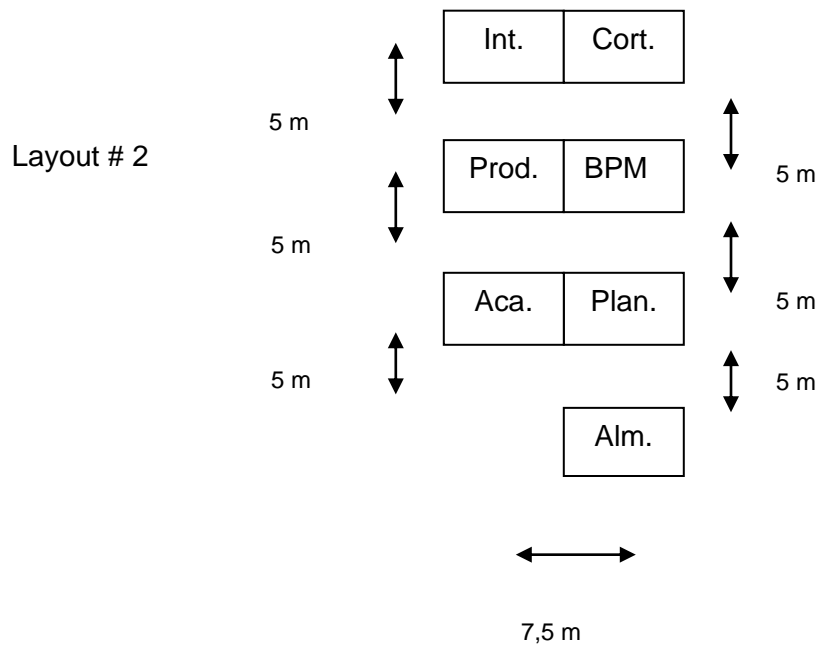 Int. Cort.
5 m
Layout # 2
Prod. BPM
5 m
5 m
Aca. Plan.
5 m
5 m
5 m
Alm.
7,5 m